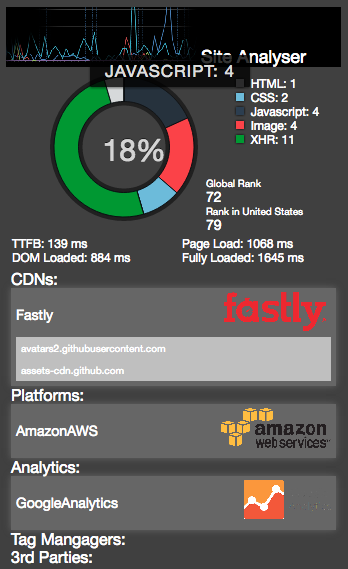 Site Analyser
JAVASCRIPT: 4
HTML: 1
CSS: 2
Javascript: 4
Image: 4
XHR: 11
18%
Global Rank
72
Rank in United States
79
TTFB: 139 ms
Page Load: 1068 ms
DOM Loaded: 884 ms
Fully Loaded: 1645 ms
CDNs:
Fastly
fastly
avatars2.githubusercontent.com
assets-cdn.github.com
Platforms:
AmazonAWS
amazon
webservices™
Analytics:
GoogleAnalytics
Tag Mangagers:
3rd Parties: